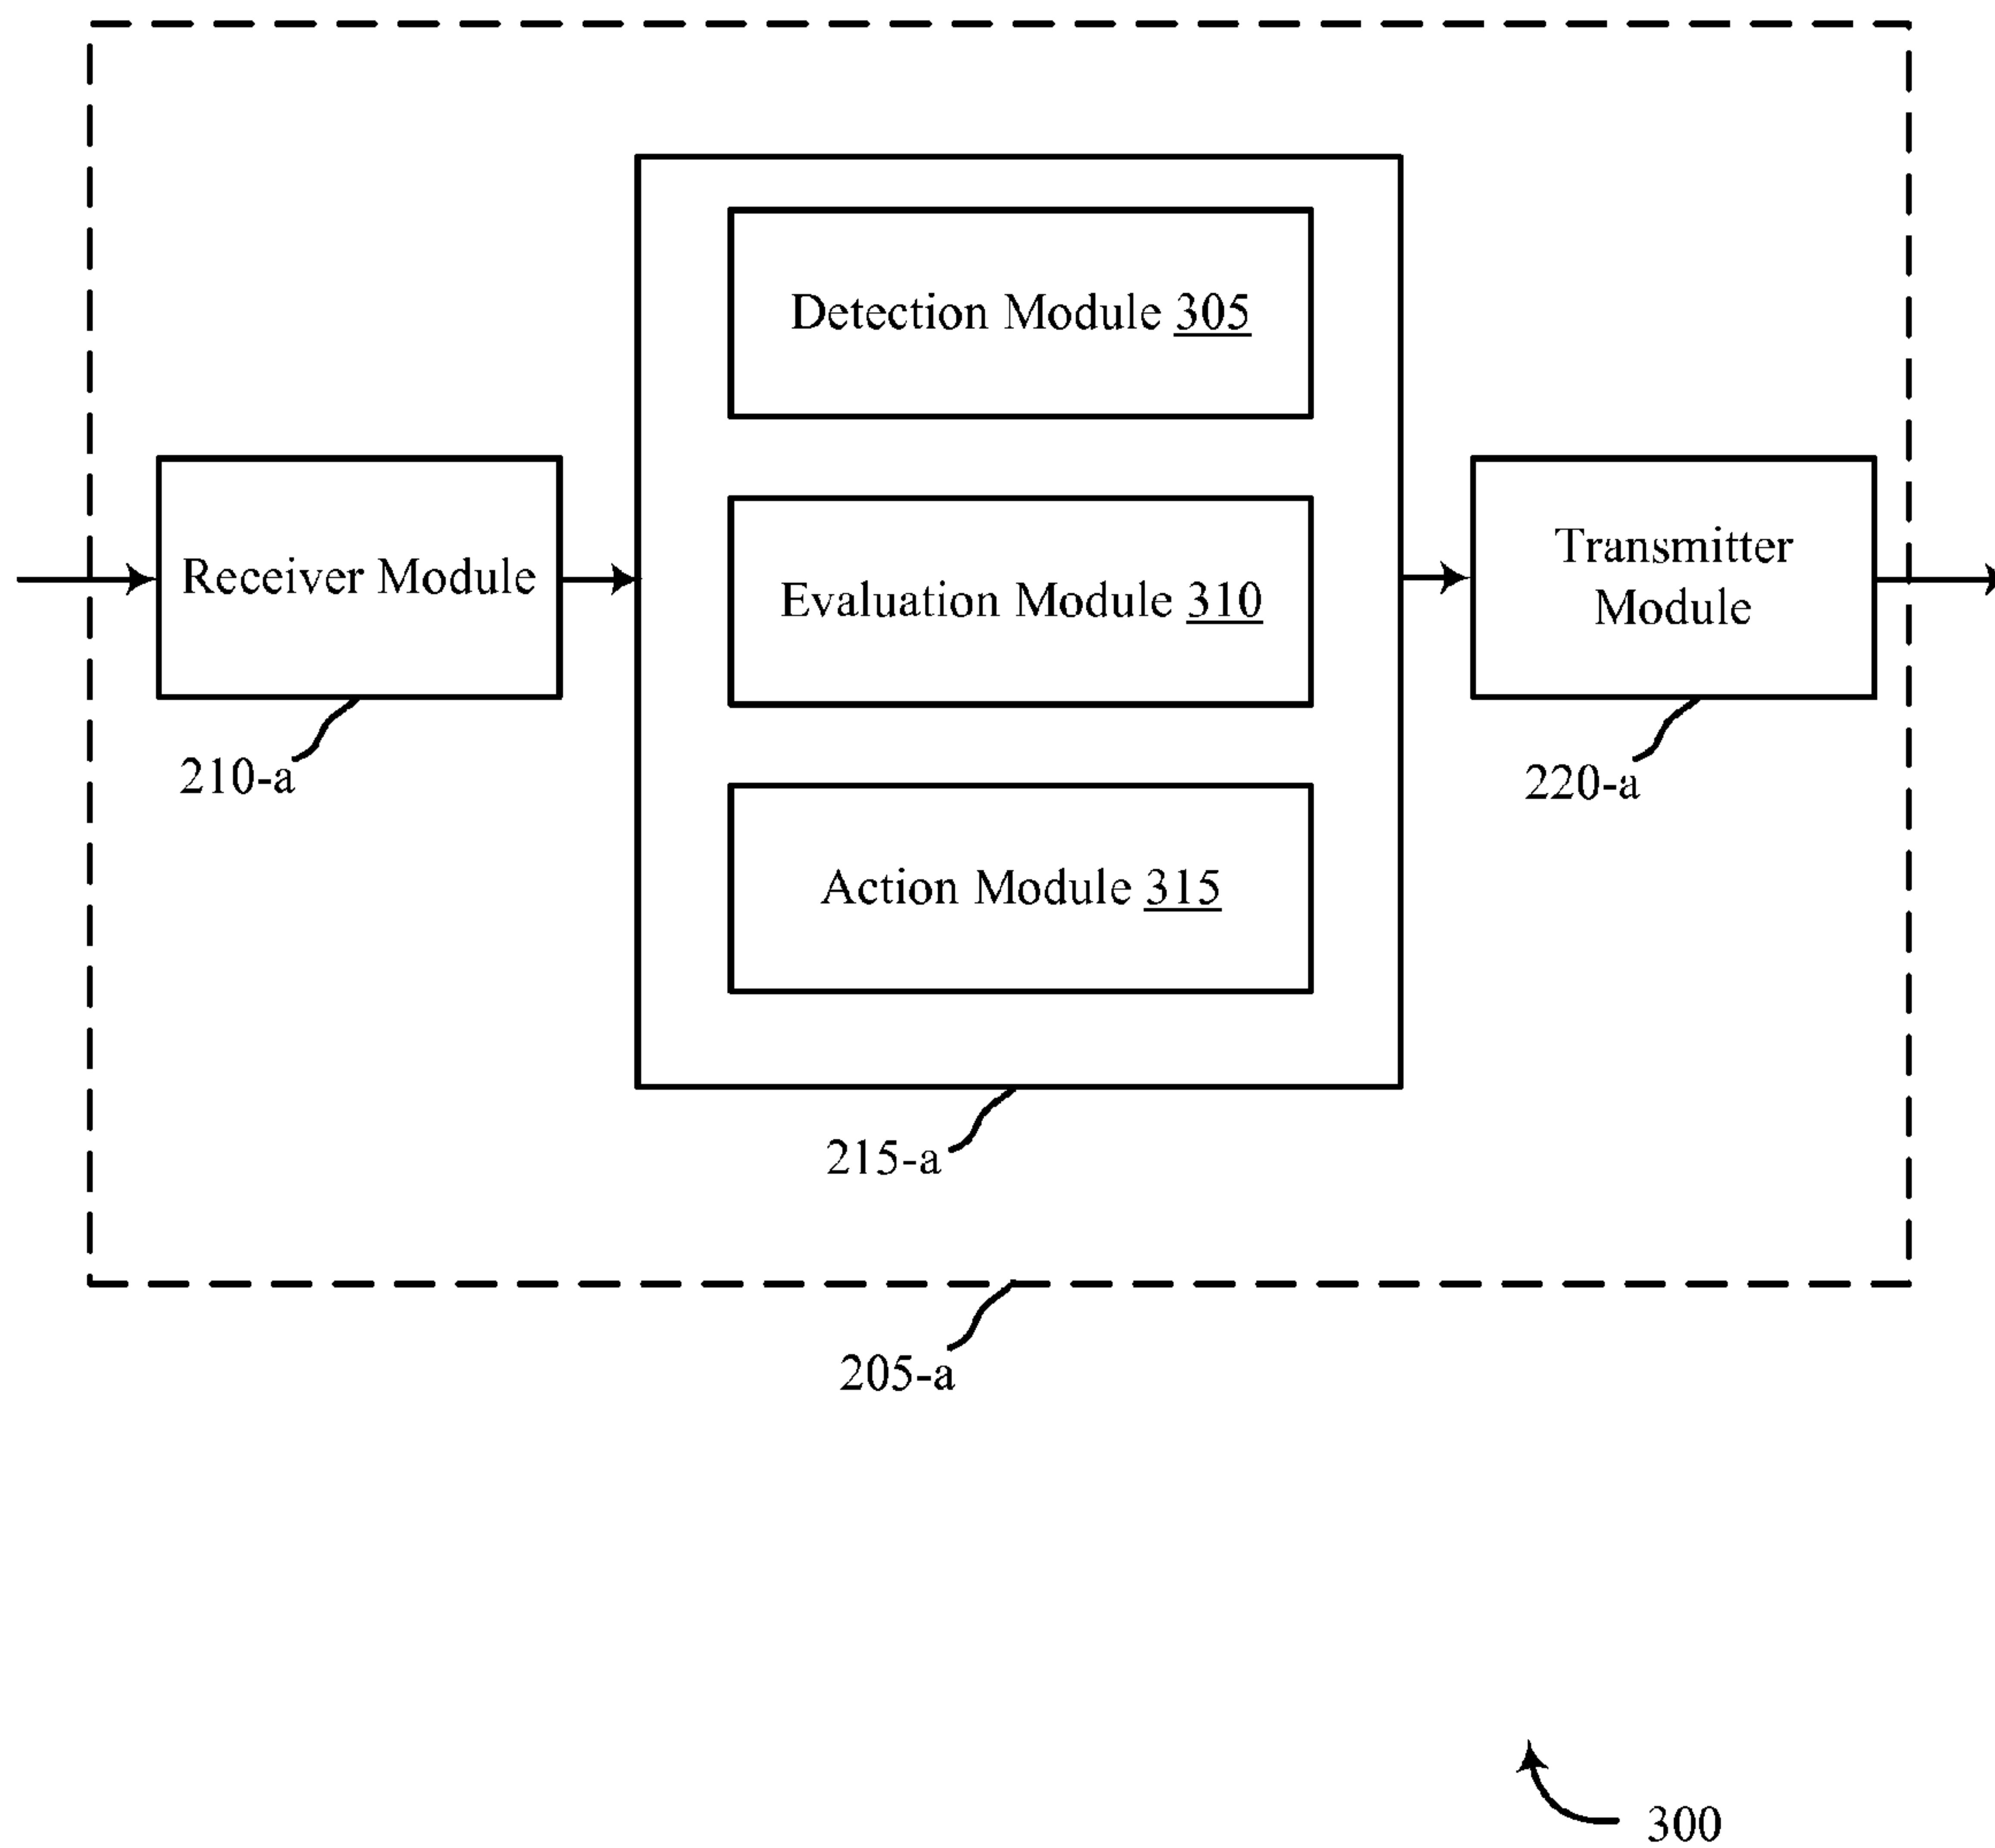 Detection Module 305
Receiver Module
Evaluation Module 310
Transmitter
Module
210-a
220-a
Action Module 315
215-a
205-a
300